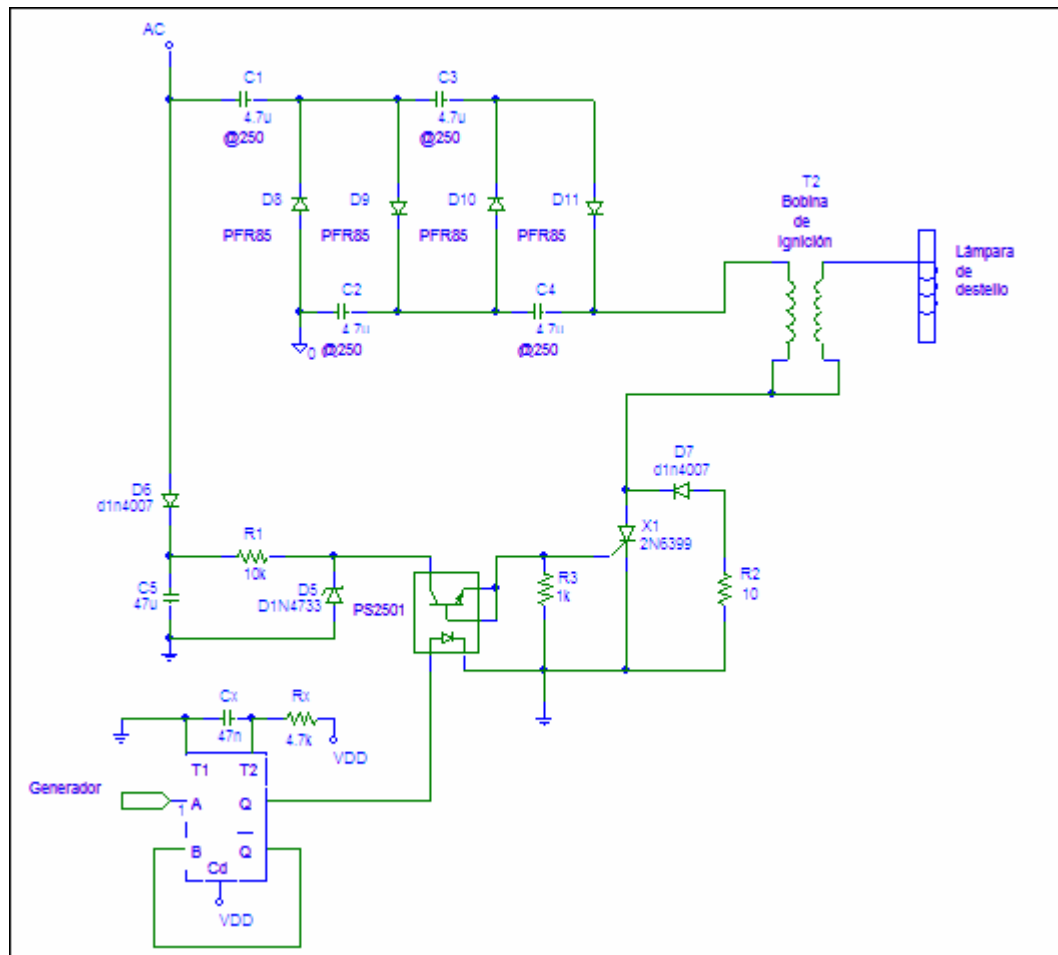 AC
C1
4.7u
@250
C3
4.7u
@250
D8
PFR85
D9
PFR85
D10
PFR85
D11
PFR85
T2
Bobina
de
ignición
Lámpara
de
destello
C2
4.7u
@250
C4
4.7u
@250
0
D6
d1n4007
D7
d1n4007
R1
10k
X1
2N6399
C5
47u
D5
D1N4733
PS2501
R3
1k
R2
10
Cx
47n
Rx
4.7k
VDD
T1
T2
Generador
1
A
Q
B
Q
Cd
VDD